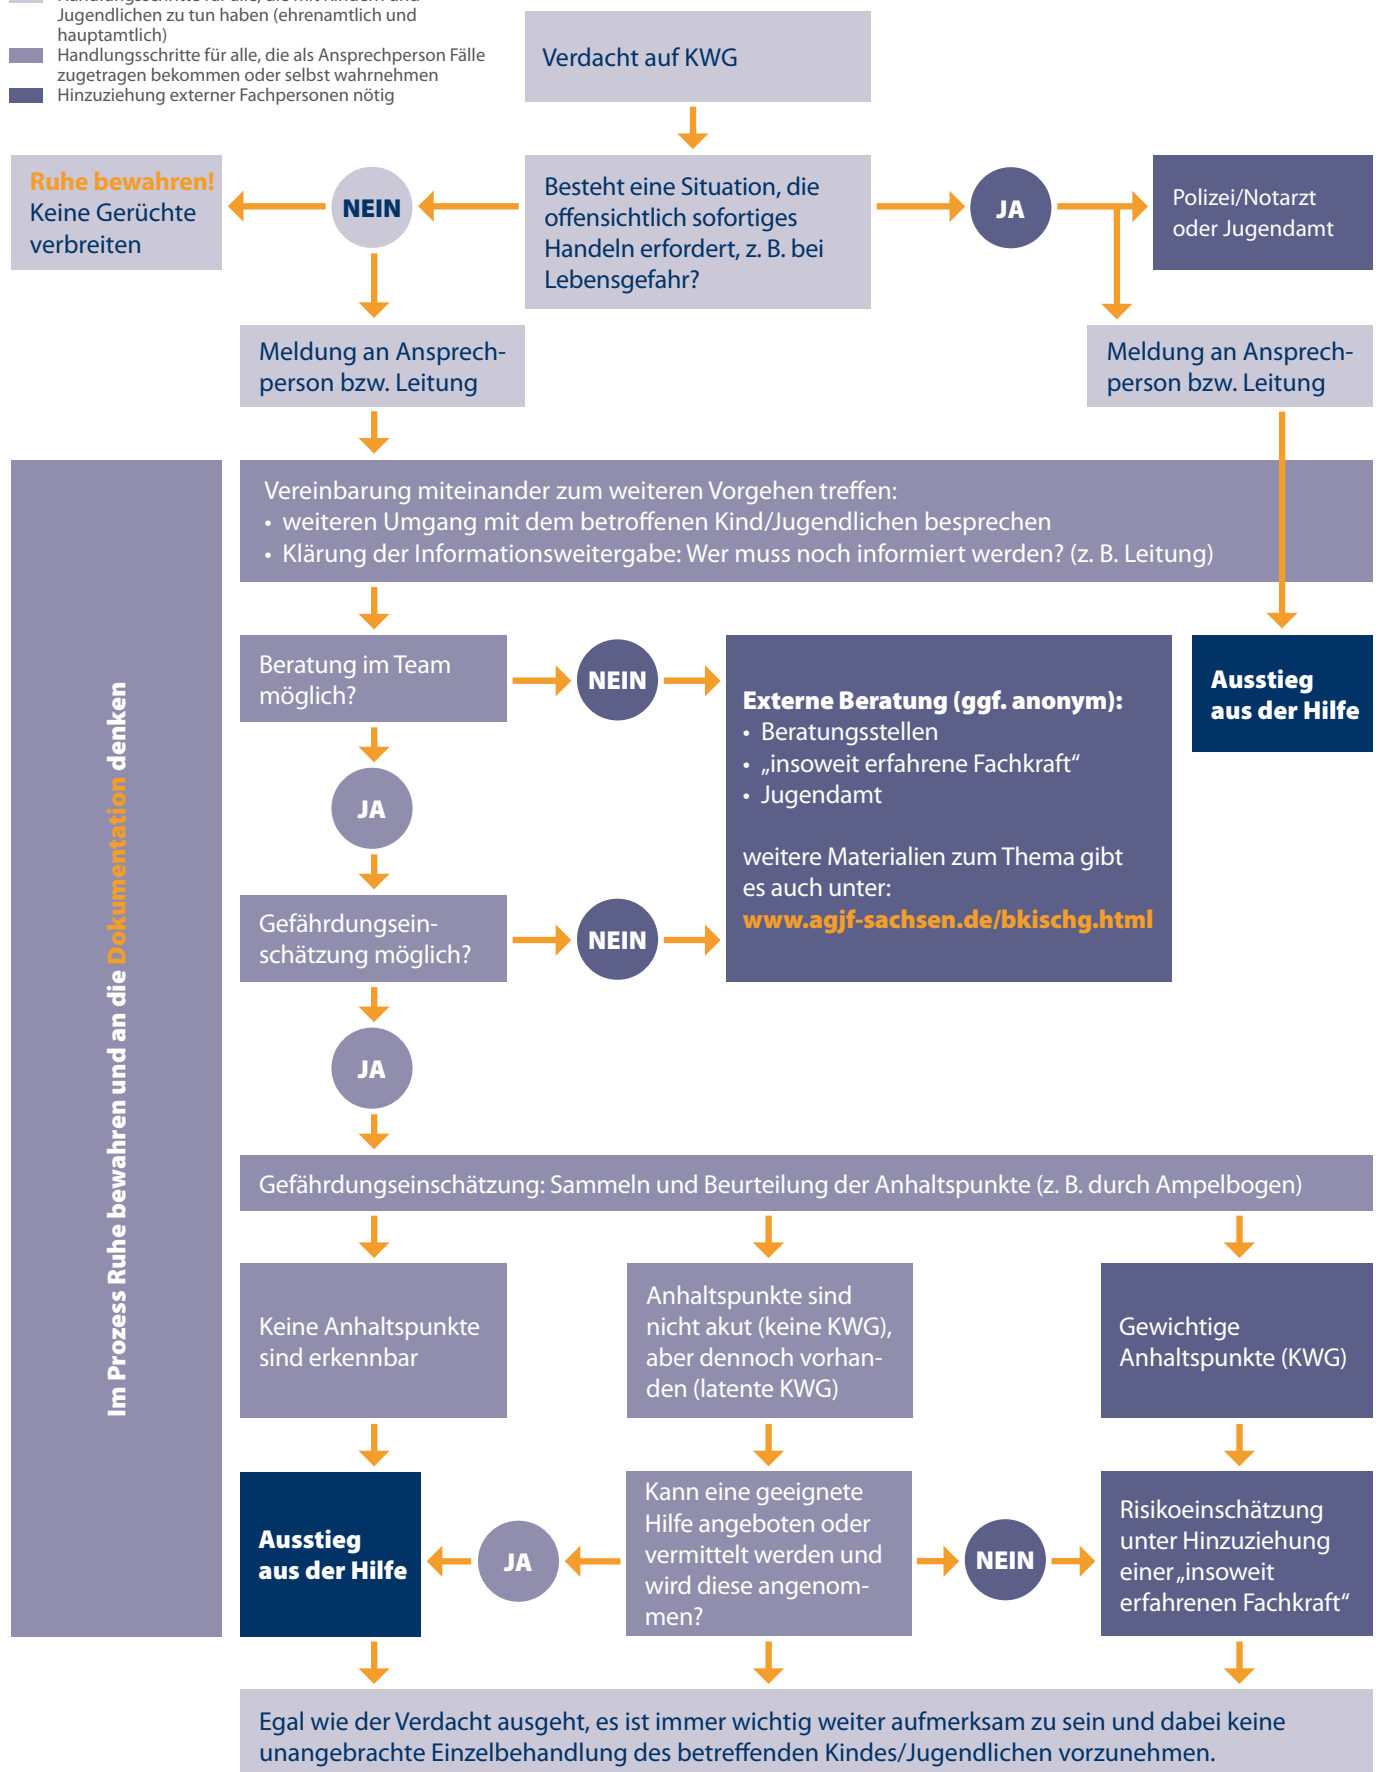 Handlungsschritte für alle, die mit Kindern und
Jugendlichen zu tun haben (ehrenamtlich und
hauptamtlich)
Handlungsschritte für alle, die als Ansprechperson Fälle
zugetragen bekommen oder selbst wahrnehmen
Hinzuziehung externer Fachpersonen nötig
Verdacht auf KWG
Ruhe bewahren!
Keine Gerüchte
verbreiten
NEIN
Besteht eine Situation, die
offensichtlich sofortiges
Handeln erfordert, z. B. bei
Lebensgefahr?
JA
Polizei/Notarzt
oder Jugendamt
Meldung an Ansprech-
person bzw. Leitung
Meldung an Ansprech-
person bzw. Leitung
Im Prozess Ruhe bewahren und an die Dokumentation denken
Vereinbarung miteinander zum weiteren Vorgehen treffen:
• weiteren Umgang mit dem betroffenen Kind/Jugendlichen besprechen
• Klärung der Informationsweitergabe: Wer muss noch informiert werden? (z. B. Leitung)
Beratung im Team
möglich?
NEIN
Externe Beratung (ggf. anonym):
• Beratungsstellen
• „insoweit erfahrene Fachkraft“
• Jugendamt
weitere Materialien zum Thema gibt
es auch unter:
www.agjf-sachsen.de/bkischg.html
Ausstieg
aus der Hilfe
JA
Gefährdungsein-
schätzung möglich?
NEIN
JA
Gefährdungseinschätzung: Sammeln und Beurteilung der Anhaltspunkte (z. B. durch Ampelbogen)
Keine Anhaltspunkte
sind erkennbar
Anhaltspunkte sind
nicht akut (keine KWG),
aber dennoch vorhan-
den (latente KWG)
Gewichtige
Anhaltspunkte (KWG)
Ausstieg
aus der Hilfe
JA
Kann eine geeignete
Hilfe angeboten oder
vermittelt werden und
wird diese angenom-
men?
NEIN
Risikoeinschätzung
unter Hinzuziehung
einer „insoweit
erfahrenen Fachkraft“
Egal wie der Verdacht ausgeht, es ist immer wichtig weiter aufmerksam zu sein und dabei keine
unangebrachte Einzelbehandlung des betreffenden Kindes/Jugendlichen vorzunehmen.